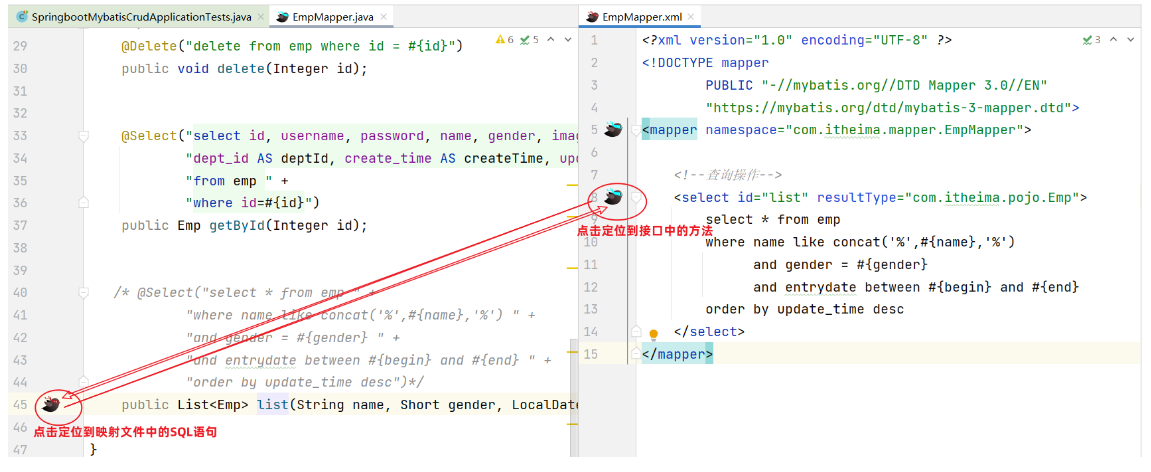 SpringbootMybatisCrudApplicationTests.java
EmpMapper.java
29 @Delete("delete from emp where id = #{id}")
6 5
30 public void delete(Integer id);
31
32
33 @Select("select id, username, password, name, gender, imag
34 "dept_id AS deptId, create_time AS createTime, upd
35 "from emp " +
36 "where id=#{id}")
37 public Emp getById(Integer id);
38
39
40 /* @Select("select * from emp " +
41 "where name like concat('%',#{name},'%') " +
42 "and gender = #{gender} " +
43 "and entrydate between #{begin} and #{end} " +
44 "order by update_time desc")*/
45 public List<Emp> list(String name, Short gender, LocalDate
46
点击定位到映射文件中的SQL语句
47 }
EmpMapper.xml
1 <?xml version="1.0" encoding="UTF-8" ?>
3
2 <!DOCTYPE mapper
3 PUBLIC "-//mybatis.org//DTD Mapper 3.0//EN"
4 "https://mybatis.org/dtd/mybatis-3-mapper.dtd">
5 <mapper namespace="com.itheima.mapper.EmpMapper">
6
7 <!--查询操作-->
8 <select id="list" resultType="com.itheima.pojo.Emp">
select * from emp
点击定位到接口中的方法
10 where name like concat('%',#{name},'%')
11 and gender = #{gender}
12 and entrydate between #{begin} and #{end}
13 order by update_time desc
14 </select>
15 </mapper>